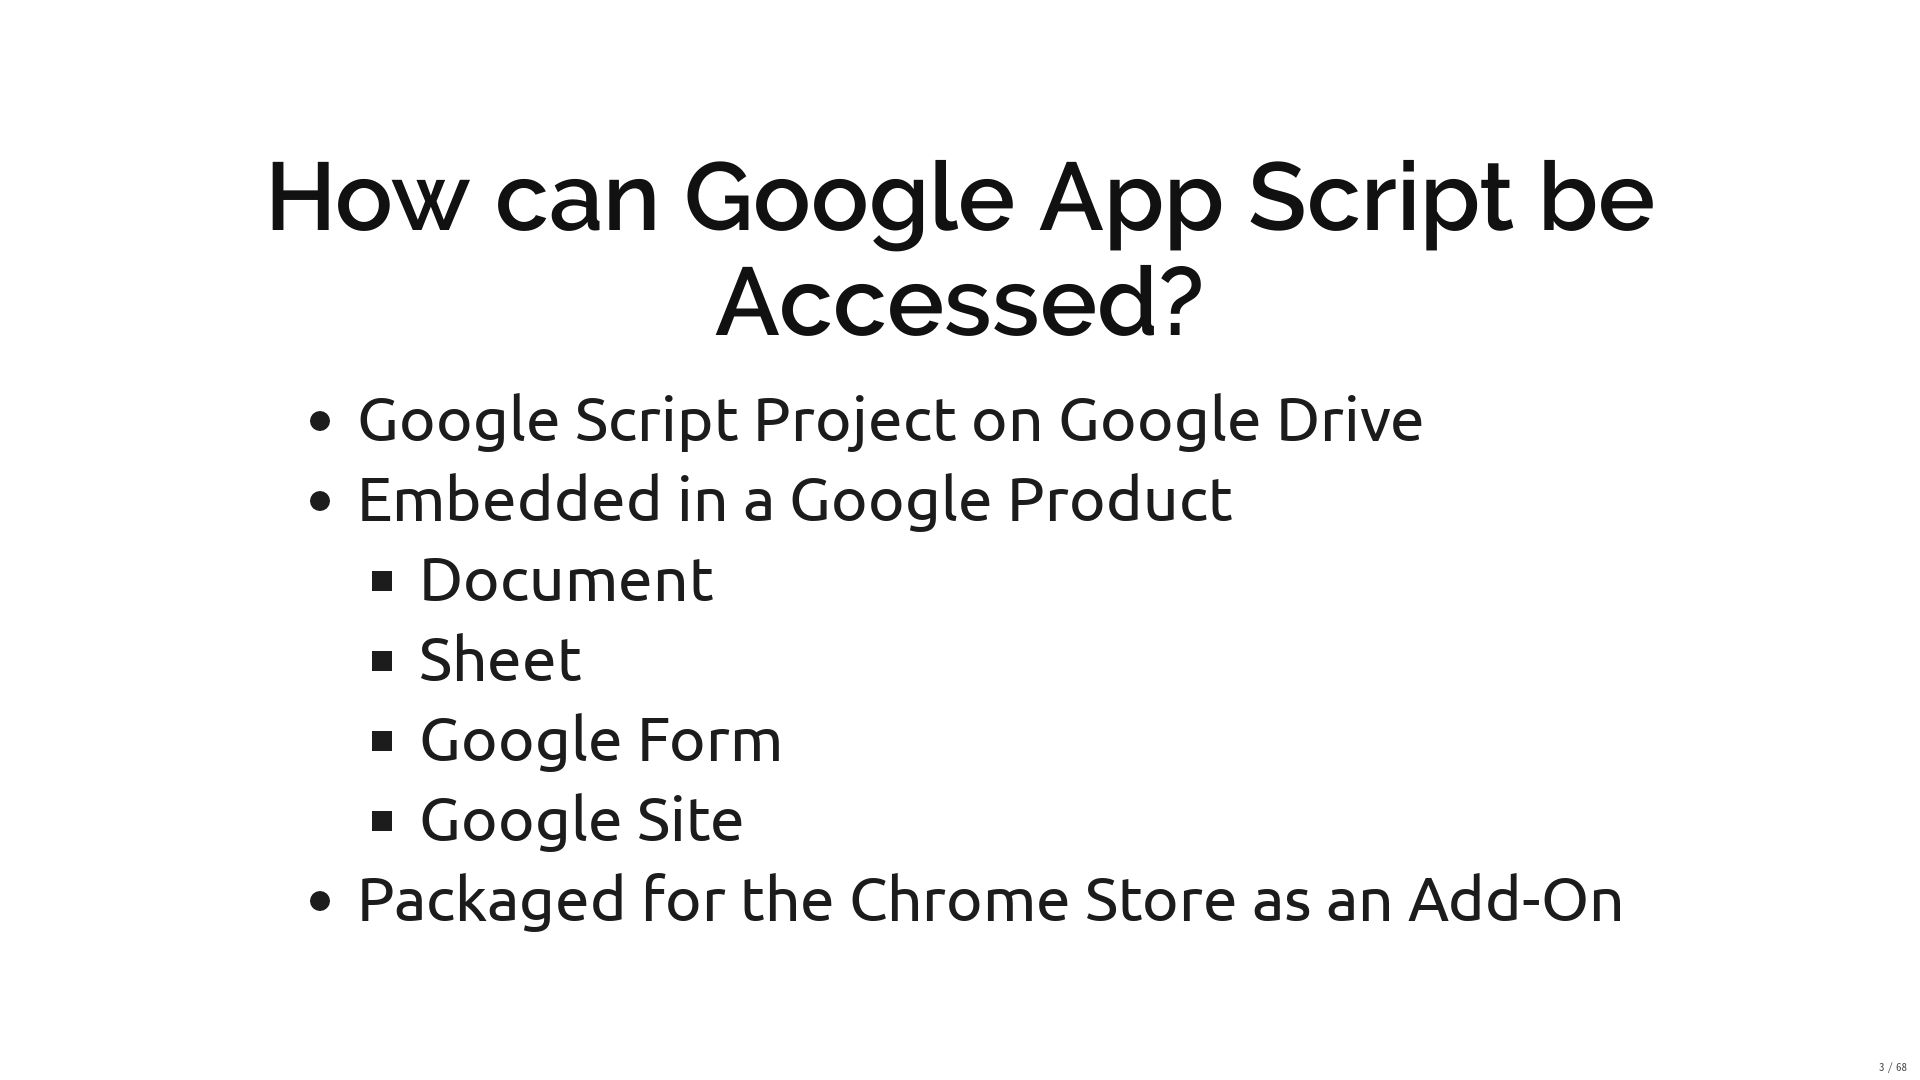 How can Google App Script be
Accessed?
• Google Script Project on Google Drive
• Embedded in a Google Product
▪ Document
▪ Sheet
▪ Google Form
▪ Google Site
• Packaged for the Chrome Store as an Add-On
3 / 68